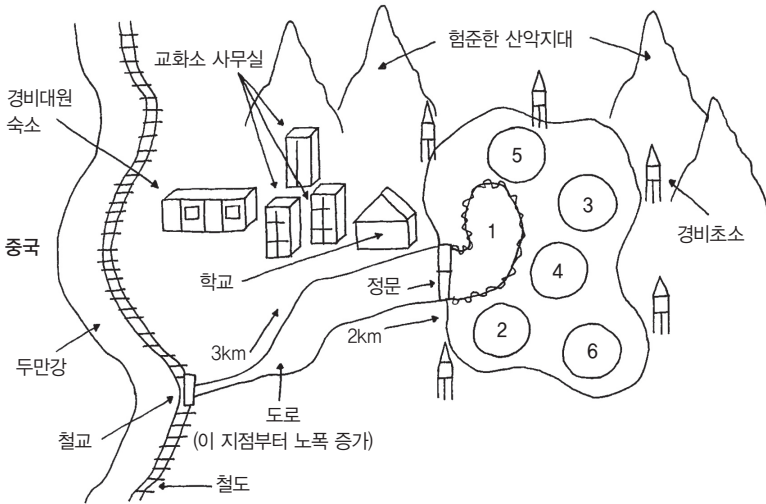 교화소 사무실
험준한 산악지대
경비대원
숙소
5
3
경비초소
1
중국
4
학교
정문
2
3km
2km
6
두만강
도로
철교
(이 지점부터 노폭 증가)
철도